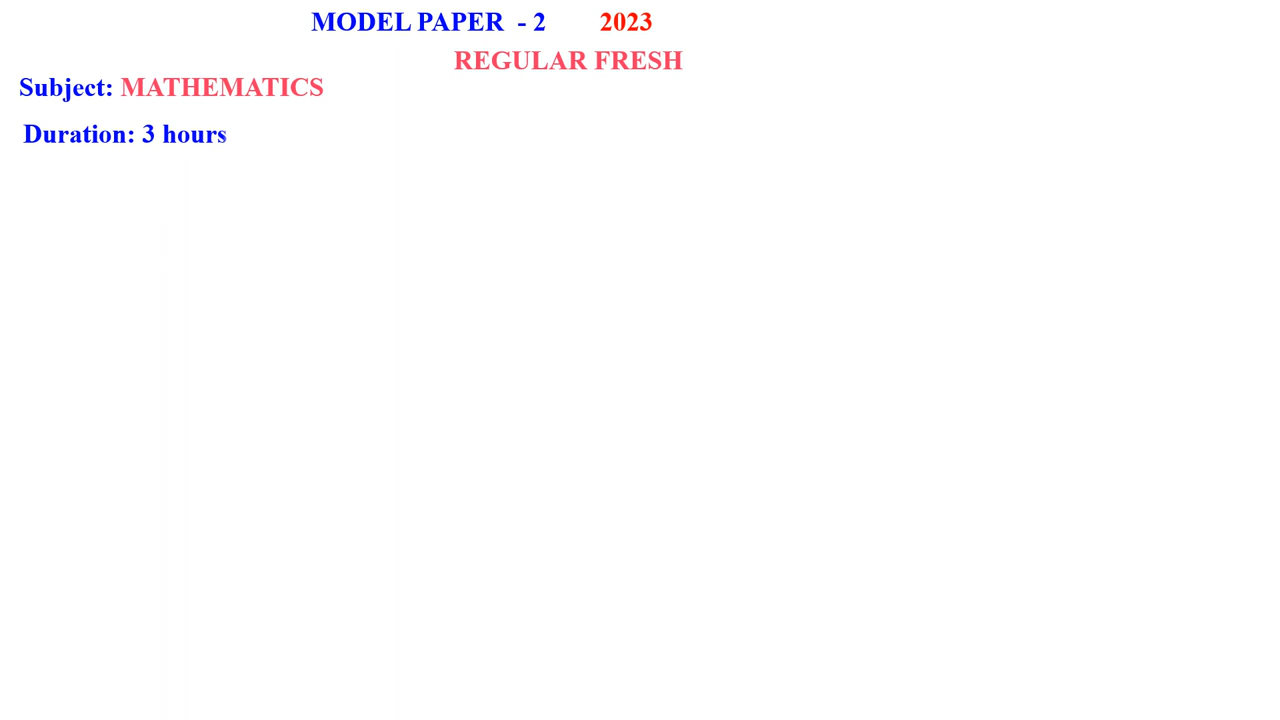 MODEL PAPER - 2 2023
REGULAR FRESH
Subject: MATHEMATICS
Duration: 3 hours